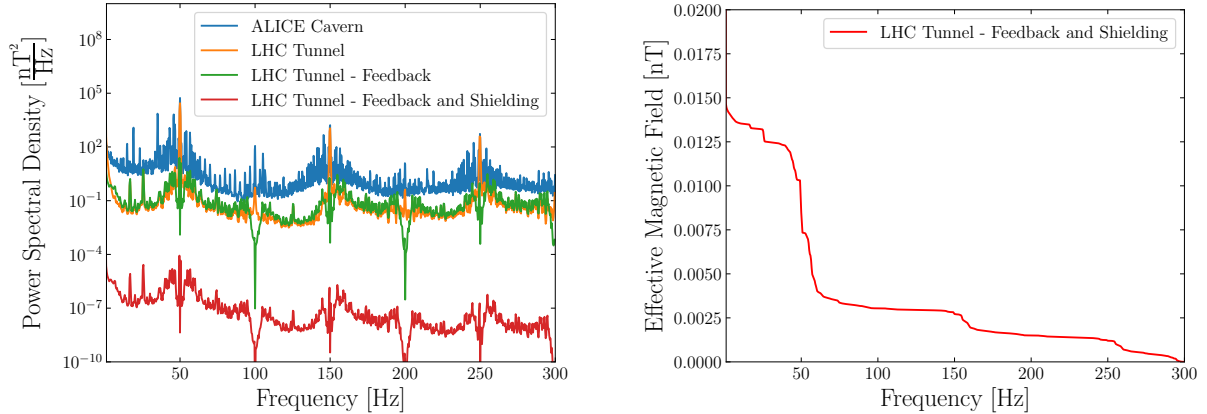 ALICE Cavern
LHC Tunnel
LHC Tunnel - Feedback
LHC Tunnel - Feedback and Shielding
Power Spectral Density [nT²/Hz]
10⁹
10⁷
10⁵
10²
10⁻¹
10⁻⁴
10⁻⁷
10⁻¹⁰
50 100 150 200 250 300
Frequency [Hz]
LHC Tunnel - Feedback and Shielding
Effective Magnetic Field [nT]
0.0200
0.0175
0.0150
0.0125
0.0100
0.0075
0.0050
0.0025
0.0000
50 100 150 200 250 300
Frequency [Hz]